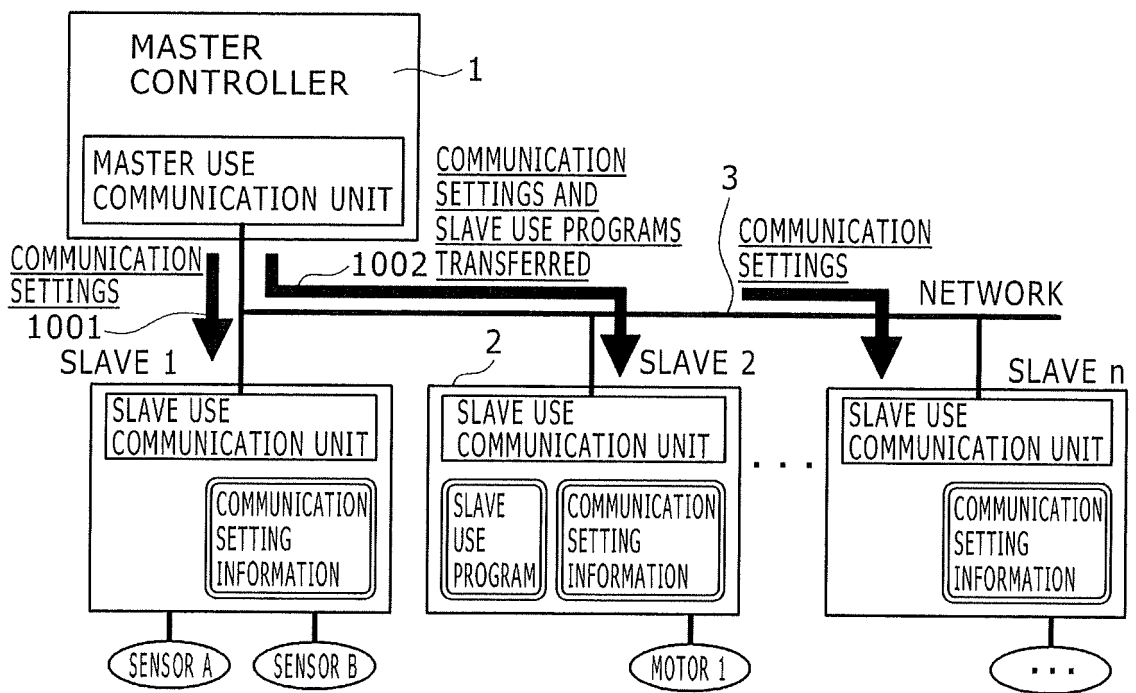 MASTER
CONTROLLER
1
MASTER USE
COMMUNICATION UNIT
COMMUNICATION
SETTINGS AND
SLAVE USE PROGRAMS
TRANSFERRED
3
COMMUNICATION
SETTINGS
COMMUNICATION
SETTINGS
1001
1002
NETWORK
SLAVE 1
2
SLAVE 2
SLAVE n
SLAVE USE
COMMUNICATION UNIT
COMMUNICATION
SETTING
INFORMATION
SLAVE USE
COMMUNICATION UNIT
SLAVE
USE
PROGRAM
COMMUNICATION
SETTING
INFORMATION
. . . .
SLAVE USE
COMMUNICATION UNIT
COMMUNICATION
SETTING
INFORMATION
SENSOR A
SENSOR B
MOTOR 1
...